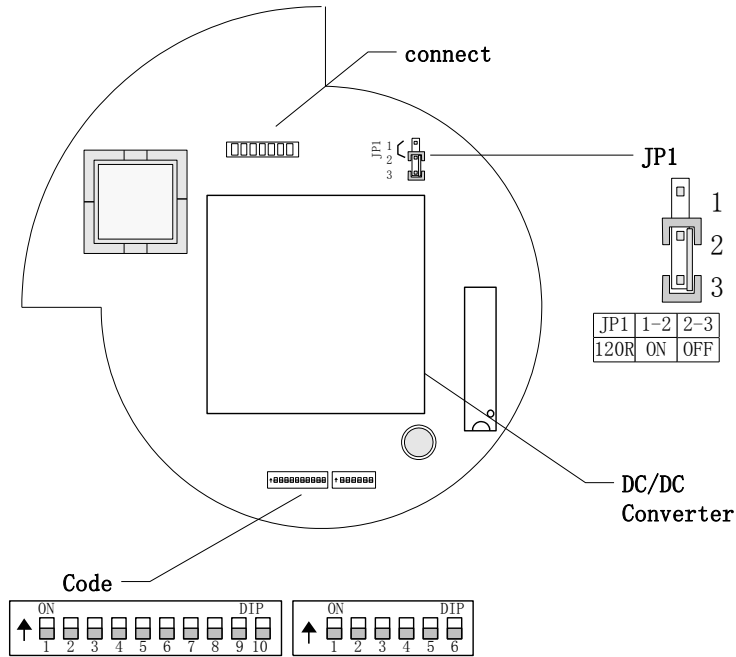 connect
JP1
1
2
3
JP1
1
2
3
JP1 1-2 2-3
120R ON OFF
DC/DC
Converter
Code
ON DIP
1 2 3 4 5 6 7 8 9 10
ON DIP
1 2 3 4 5 6